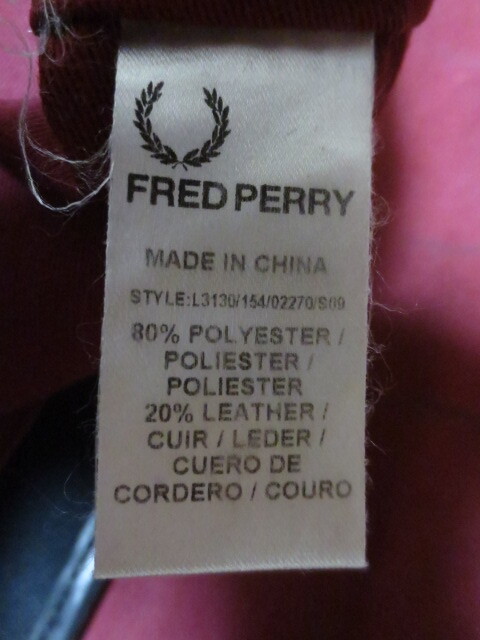 FRED PERRY
MADE IN CHINA
STYLE:L3130/154/02270/S09
80% POLYESTER /
POLIESTER /
POLIESTER
20% LEATHER /
CUIR / LEDER /
CUERO DE
CORDERO / COURO